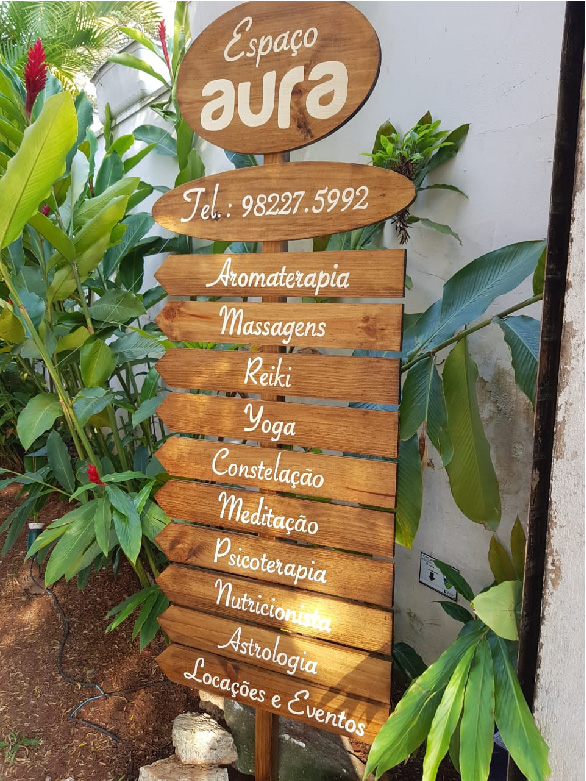 Espaço
aura
Tel.: 98227.5992
Aromaterapia
Massagens
Reiki
Yoga
Constelação
Meditação
Psicoterapia
Nutricionista
Astrologia
Locações e Eventos